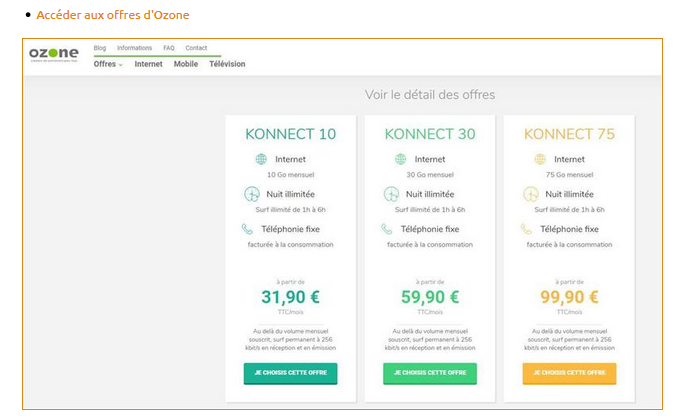 Accéder aux offres d'Ozone
Blog Informations FAQ Contact
ozone
Offres Internet Mobile Télévision
Voir le détail des offres
KONNECT 10 KONNECT 30 KONNECT 75
Internet Internet Internet
10 Go mensuel 30 Go mensuel 75 Go mensuel
Nuit illimitée Nuit illimitée Nuit illimitée
Surf illimité de 1h à 6h Surf illimité de 1h à 6h Surf illimité de 1h à 6h
Téléphonie fixe Téléphonie fixe Téléphonie fixe
facturée à la consommation facturée à la consommation facturée à la consommation
à partir de à partir de à partir de
31,90 € 59,90 € 99,90 €
TTC/mois TTC/mois TTC/mois
Au delà du volume mensuel Au delà du volume mensuel Au delà du volume mensuel
souscrit, surf permanent à 256 souscrit, surf permanent à 256 souscrit, surf permanent à 256
kbit/s en réception et en émission kbit/s en réception et en émission kbit/s en réception et en émission
JE CHOISIS CETTE OFFRE JE CHOISIS CETTE OFFRE JE CHOISIS CETTE OFFRE